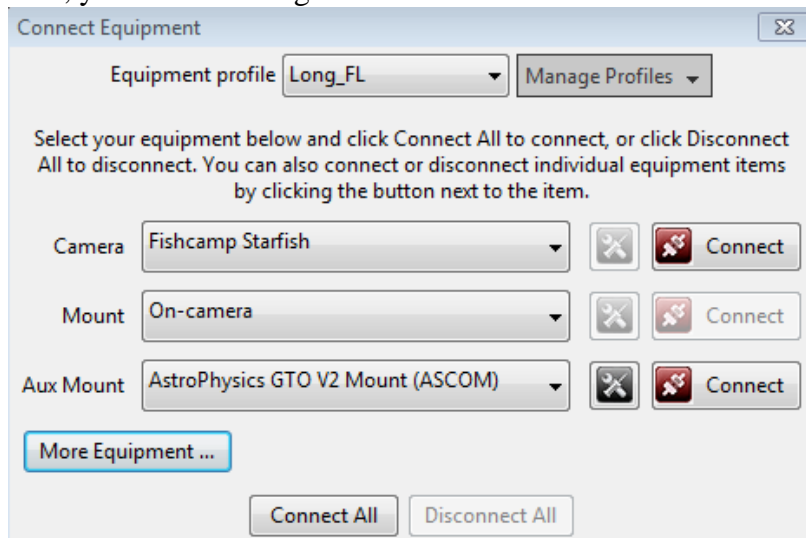 Connect Equipment
Equipment profile Long_FL Manage Profiles
Select your equipment below and click Connect All to connect, or click Disconnect
All to disconnect. You can also connect or disconnect individual equipment items
by clicking the button next to the item.
Camera Fishcamp Starfish Connect
Mount On-camera Connect
Aux Mount AstroPhysics GTO V2 Mount (ASCOM) Connect
More Equipment ...
Connect All Disconnect All